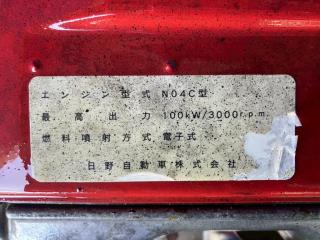 エンジン型式 N04C型
最高出力 100kW/3000r.p.m.
燃料噴射方式 電子式
日野自動車株式会社